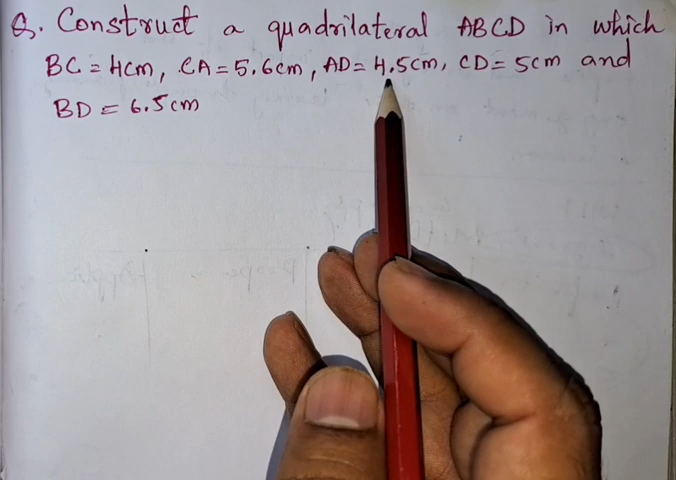 Q. Construct a quadrilateral ABCD in which
BC = 4cm, CA = 5.6cm, AD = 4.5cm, CD = 5cm and
BD = 6.5cm